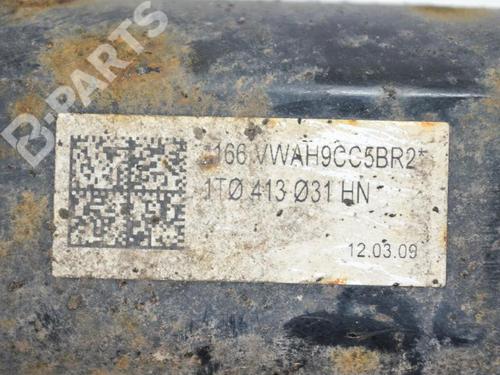 B-PARTS
*166 VWAH9CC5BR2*
1TØ 413 Ø31 HN
12.03.09